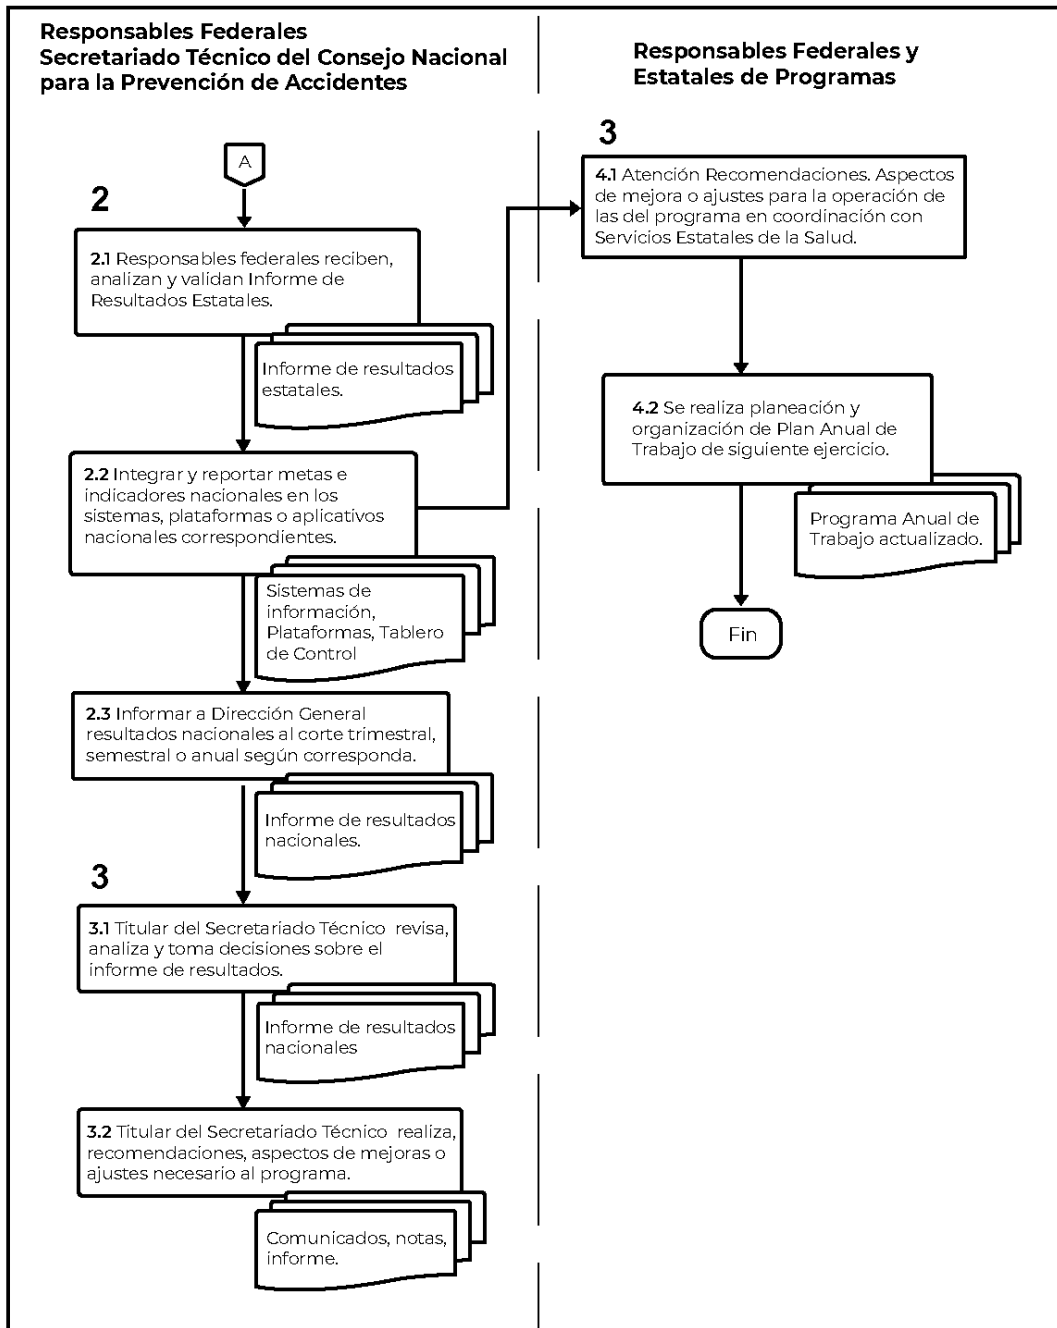 Responsables Federales
Secretariado Técnico del Consejo Nacional
para la Prevención de Accidentes
A
2
2.1 Responsables federales reciben,
analizan y validan Informe de
Resultados Estatales.
Informe de resultados
estatales.
2.2 Integrar y reportar metas e
indicadores nacionales en los
sistemas, plataformas o aplicativos
nacionales correspondientes.
Sistemas de
información,
Plataformas, Tablero
de Control
2.3 Informar a Dirección General
resultados nacionales al corte trimestral,
semestral o anual según corresponda.
Informe de resultados
nacionales.
3
3.1 Titular del Secretariado Técnico revisa,
analiza y toma decisiones sobre el
informe de resultados.
Informe de resultados
nacionales
3.2 Titular del Secretariado Técnico realiza,
recomendaciones, aspectos de mejoras o
ajustes necesario al programa.
Comunicados, notas,
informe.
Responsables Federales y
Estatales de Programas
3
4.1 Atención Recomendaciones. Aspectos
de mejora o ajustes para la operación de
las del programa en coordinación con
Servicios Estatales de la Salud.
4.2 Se realiza planeación y
organización de Plan Anual de
Trabajo de siguiente ejercicio.
Programa Anual de
Trabajo actualizado.
Fin